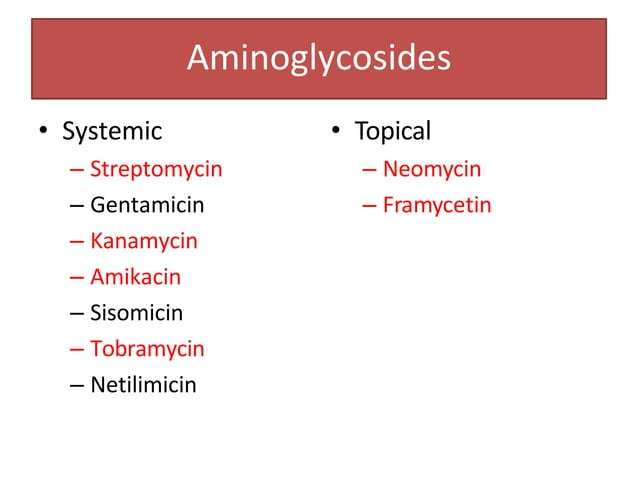 Aminoglycosides
• Systemic
– Streptomycin
– Gentamicin
– Kanamycin
– Amikacin
– Sisomicin
– Tobramycin
– Netilimicin
• Topical
– Neomycin
– Framycetin